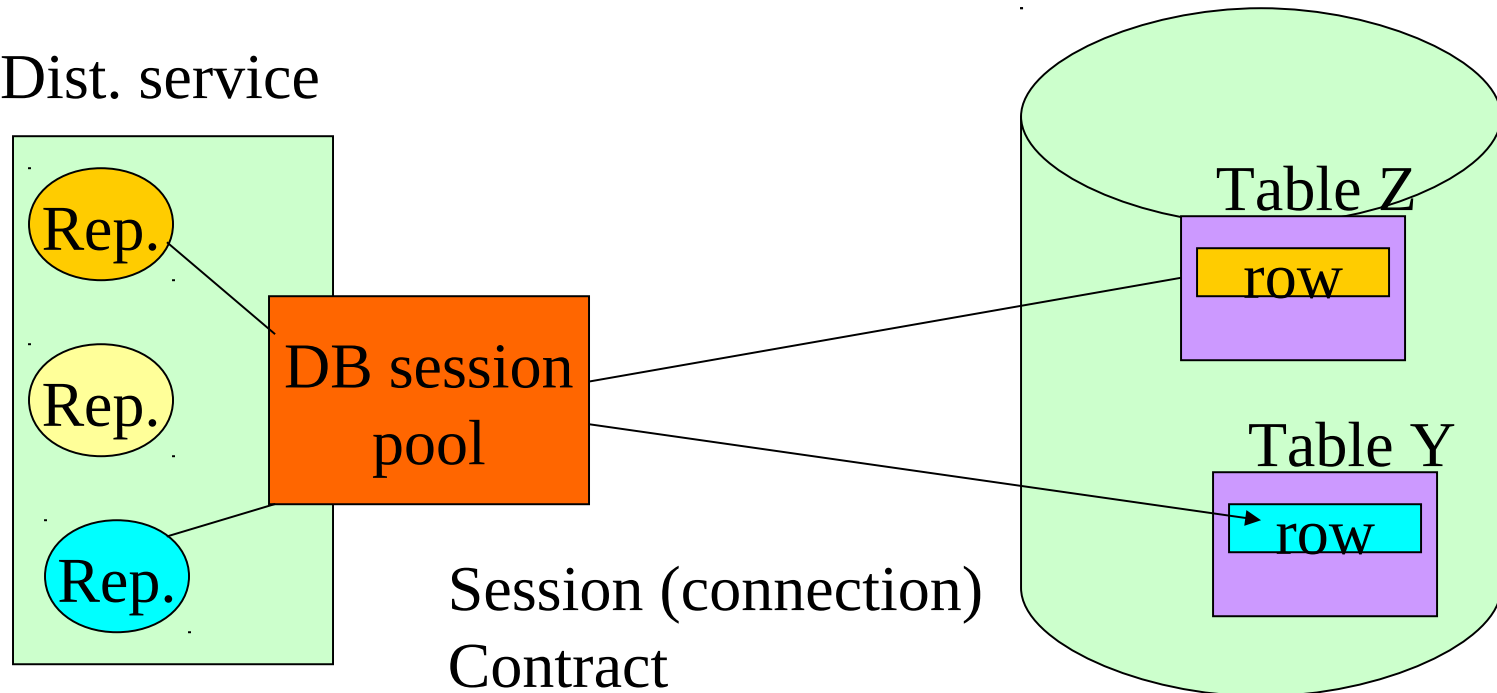 Dist. service
Rep.
Rep.
Rep.
DB session
pool
Session (connection)
Contract
Table Z
row
Table Y
row